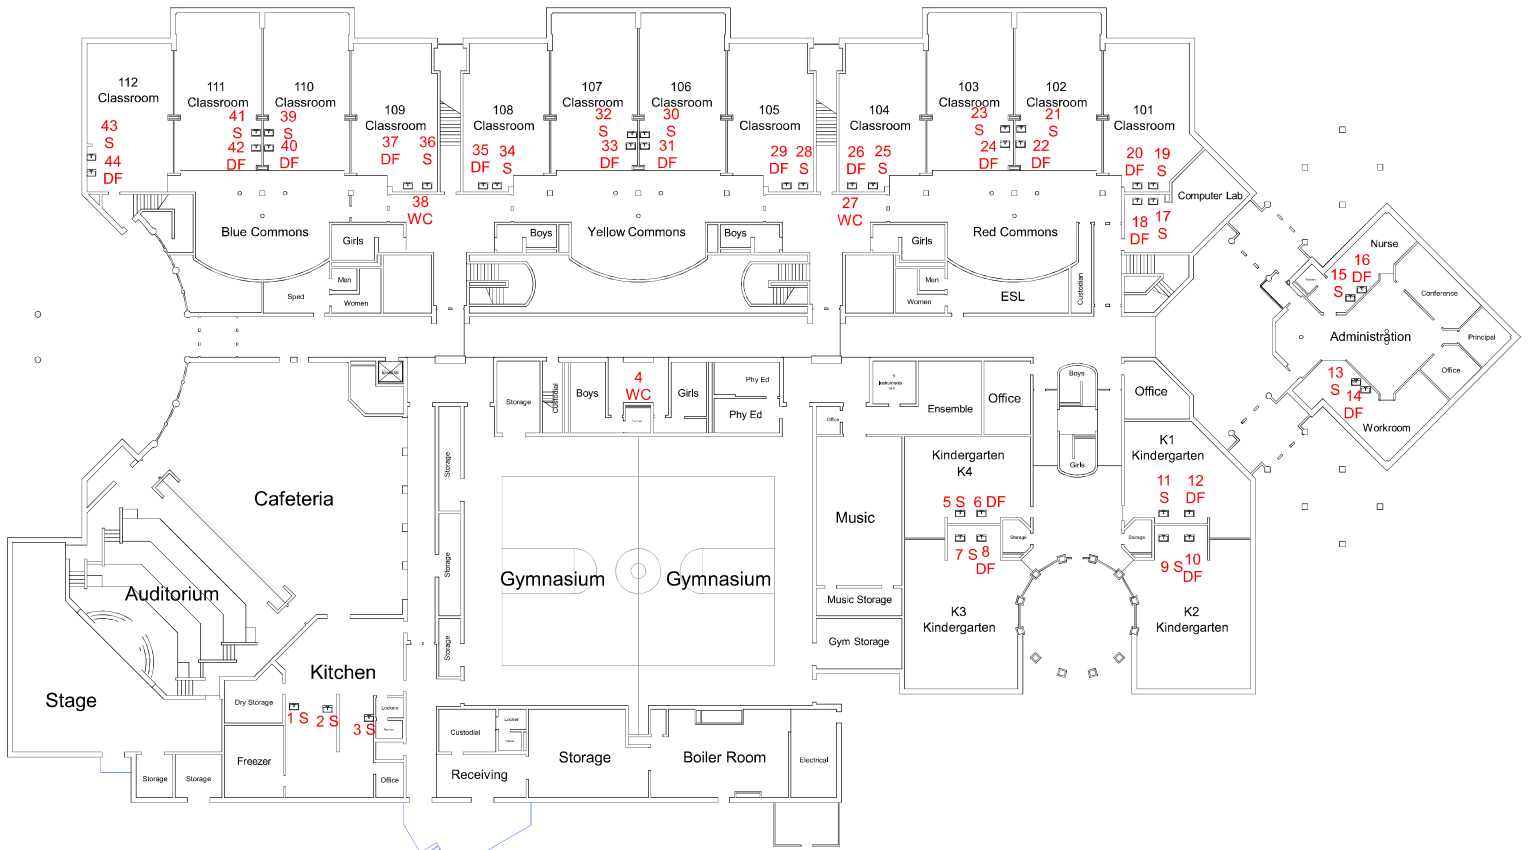 112
Classroom
43
S
44
DF
111
Classroom
41
S
42
DF
110
Classroom
39
S
40
DF
109
Classroom
37
DF
36
S
38
WC
108
Classroom
35
DF
34
S
107
Classroom
32
S
33
DF
106
Classroom
30
S
31
DF
105
Classroom
29
DF
28
S
104
Classroom
26
DF
25
S
27
WC
103
Classroom
23
S
24
DF
102
Classroom
21
S
22
DF
101
Classroom
20
DF
19
S
18
DF
17
S
Computer Lab
Blue Commons
Girls
Men
Women
Sped
Boys
Yellow Commons
Boys
Girls
Men
Women
Red Commons
ESL
Custodian
Nurse
15
S
16
DF
Conference
Administration
Principal
Office
13
S
14
DF
Workroom
Storage
Custodial
Boys
4
WC
Girls
Phy Ed
Phy Ed
Instruments
Office
Ensemble
Office
Boys
Girls
Office
Kindergarten
K4
5 S
6 DF
7 S
8
DF
Storage
K3
Kindergarten
K1
Kindergarten
11
S
12
DF
Storage
9 S
10
DF
K2
Kindergarten
Cafeteria
Storage
Storage
Storage
Gymnasium
Gymnasium
Music
Music Storage
Gym Storage
Auditorium
Stage
Kitchen
Dry Storage
1 S
2 S
3 S
Lockers
Freezer
Office
Storage
Storage
Custodial
Locker
Receiving
Storage
Boiler Room
Electrical